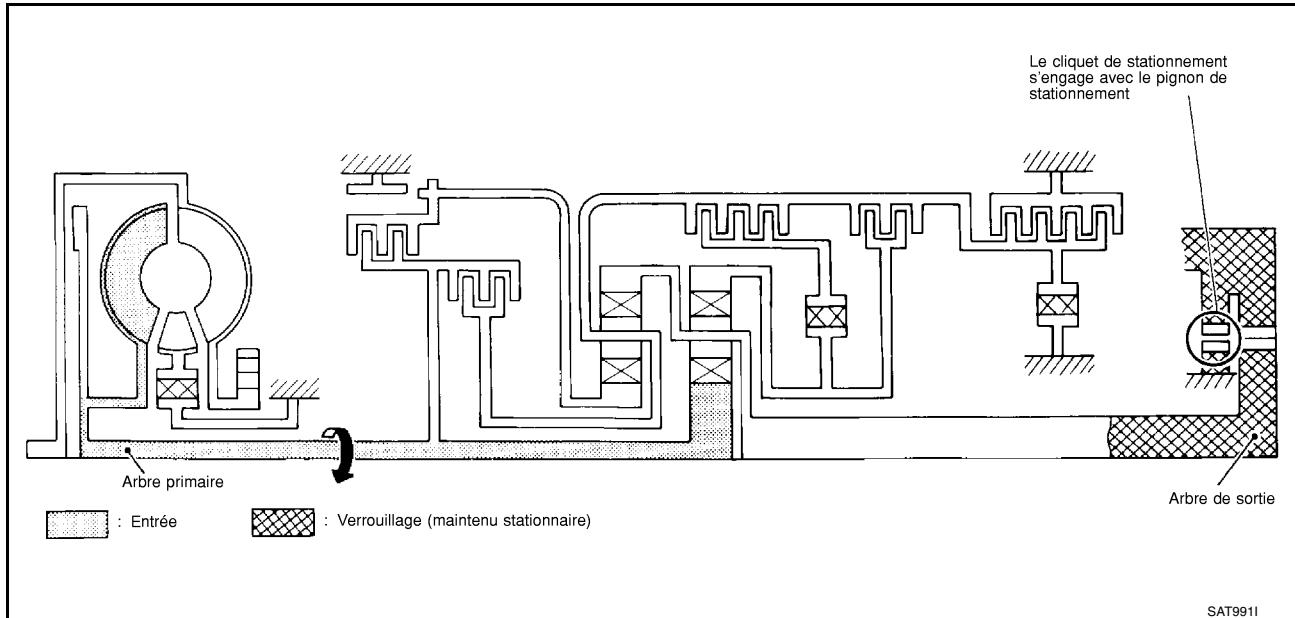 Le cliquet de stationnement
s'engage avec le pignon de
stationnement
Arbre primaire
Arbre de sortie
: Entrée
: Verrouillage (maintenu stationnaire)
SAT991I